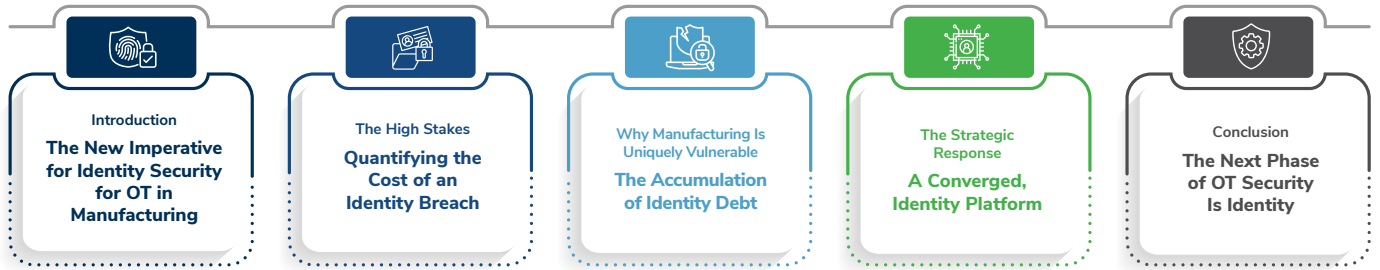 Introduction
The New Imperative
for Identity Security
for OT in
Manufacturing
The High Stakes
Quantifying the
Cost of an
Identity Breach
Why Manufacturing Is
Uniquely Vulnerable
The Accumulation
of Identity Debt
The Strategic
Response
A Converged,
Identity Platform
Conclusion
The Next Phase
of OT Security
Is Identity